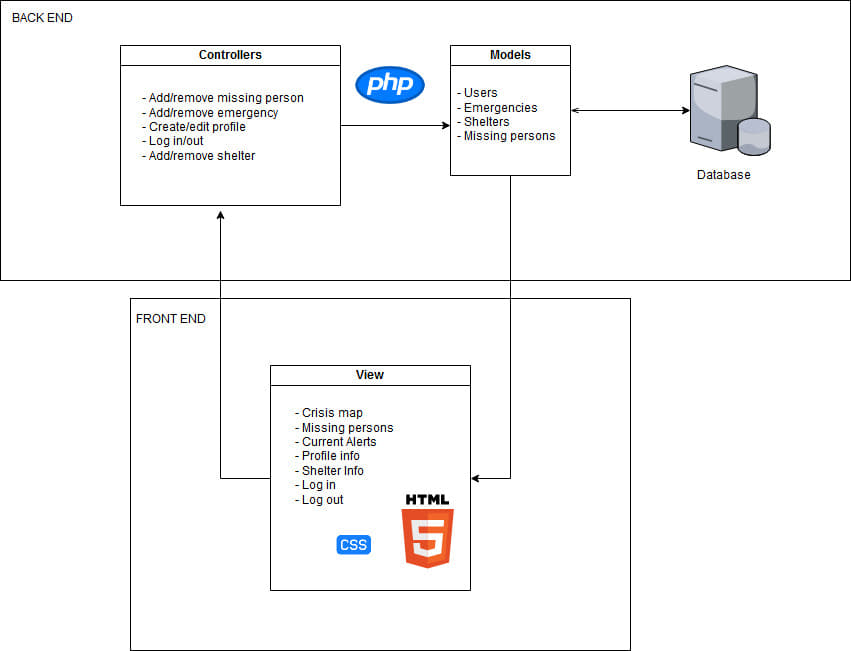 BACK END
Controllers
- Add/remove missing person
- Add/remove emergency
- Create/edit profile
- Log in/out
- Add/remove shelter
php
Models
- Users
- Emergencies
- Shelters
- Missing persons
Database
FRONT END
View
- Crisis map
- Missing persons
- Current Alerts
- Profile info
- Shelter Info
- Log in
- Log out
HTML
5
CSS